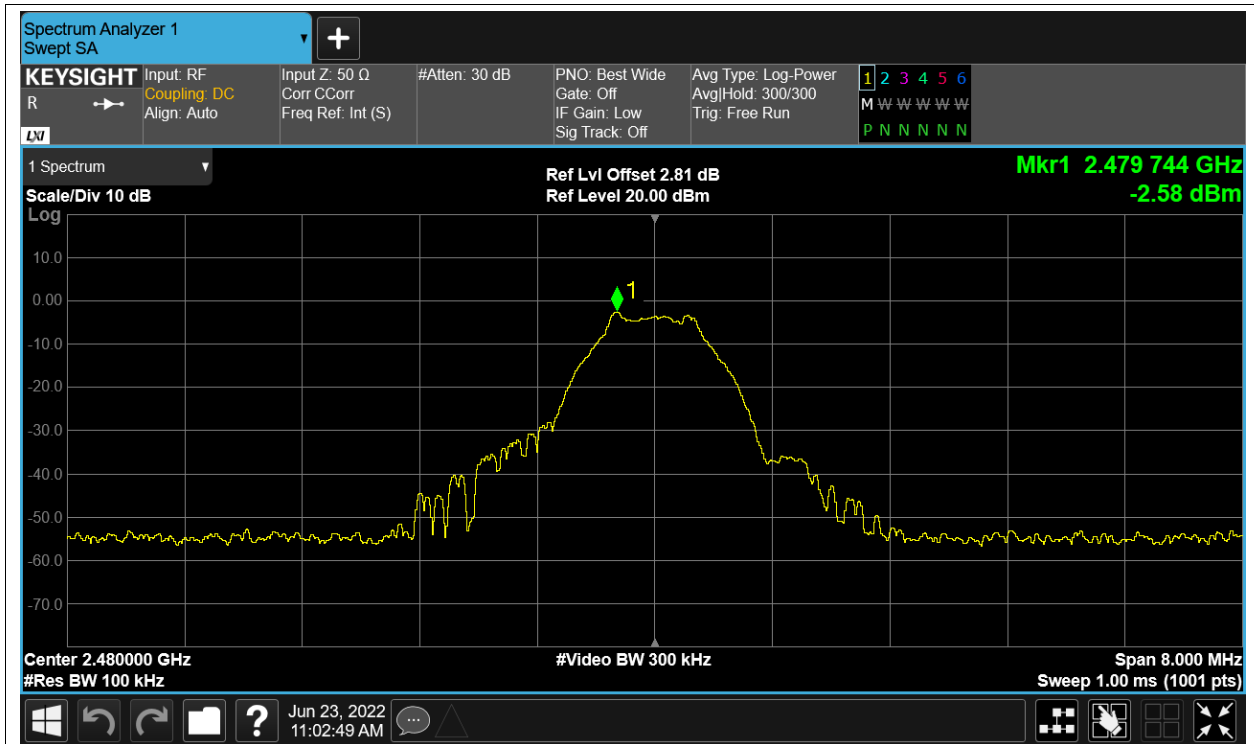 Spectrum Analyzer 1
Swept SA
+
KEYSIGHT
R
LXI
Input: RF
Coupling: DC
Align: Auto
Input Z: 50 Ω
Corr CCorr
Freq Ref: Int (S)
#Atten: 30 dB
PNO: Best Wide
Gate: Off
IF Gain: Low
Sig Track: Off
Avg Type: Log-Power
Avg|Hold: 300/300
Trig: Free Run
1 2 3 4 5 6
M W W W W W
P N N N N N
1 Spectrum
Scale/Div 10 dB
Log
Ref Lvl Offset 2.81 dB
Ref Level 20.00 dBm
Mkr1 2.479 744 GHz
-2.58 dBm
10.0
0.00
-10.0
-20.0
-30.0
-40.0
-50.0
-60.0
-70.0
1
Center 2.480000 GHz
#Res BW 100 kHz
#Video BW 300 kHz
Span 8.000 MHz
Sweep 1.00 ms (1001 pts)
?
Jun 23, 2022
11:02:49 AM